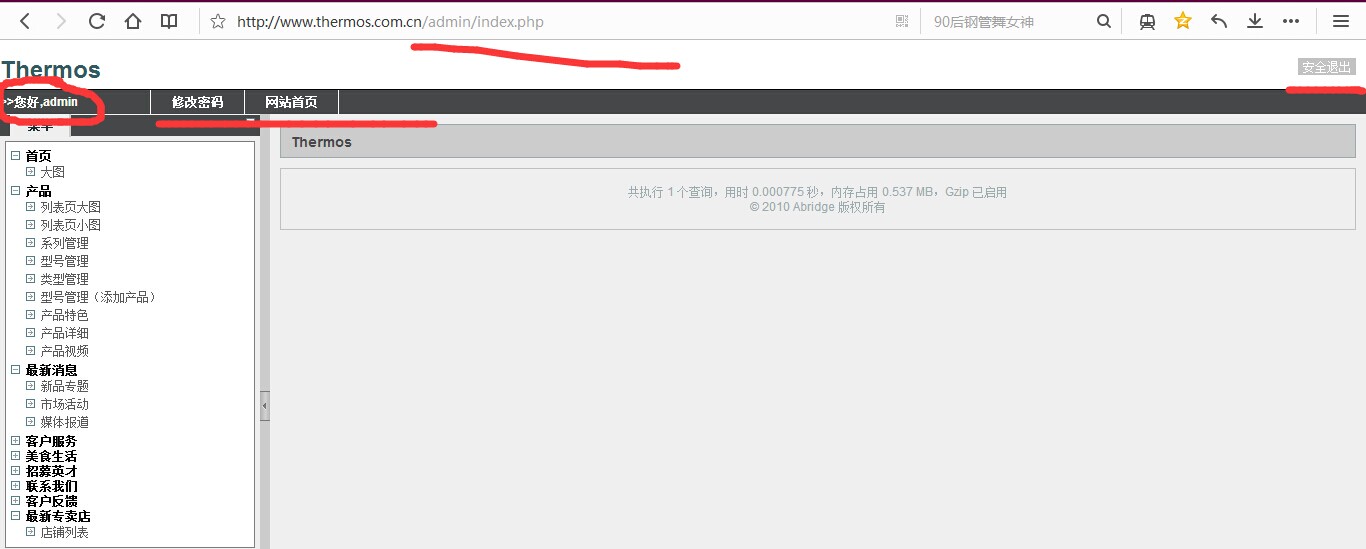 http://www.thermos.com.cn/admin/index.php
90后钢管舞女神
Thermos
安全退出
>>您好,admin
修改密码
网站首页
菜单
首页
大图
产品
列表页大图
列表页小图
系列管理
型号管理
类型管理
型号管理（添加产品）
产品特色
产品详细
产品视频
最新消息
新品专题
市场活动
媒体报道
客户服务
美食生活
招募英才
联系我们
客户反馈
最新专卖店
店铺列表
Thermos
共执行 1 个查询，用时 0.000775 秒，内存占用 0.537 MB，Gzip 已启用
© 2010 Abridge 版权所有